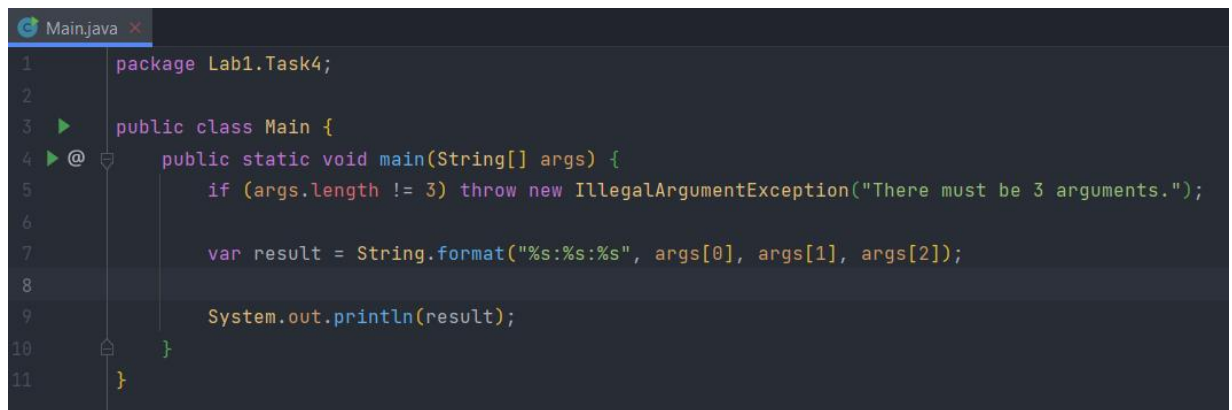 Main.java
1 package Lab1.Task4;
2
3 public class Main {
4 @ public static void main(String[] args) {
5 if (args.length != 3) throw new IllegalArgumentException("There must be 3 arguments.");
6
7 var result = String.format("%s:%s:%s", args[0], args[1], args[2]);
8
9 System.out.println(result);
10 }
11 }